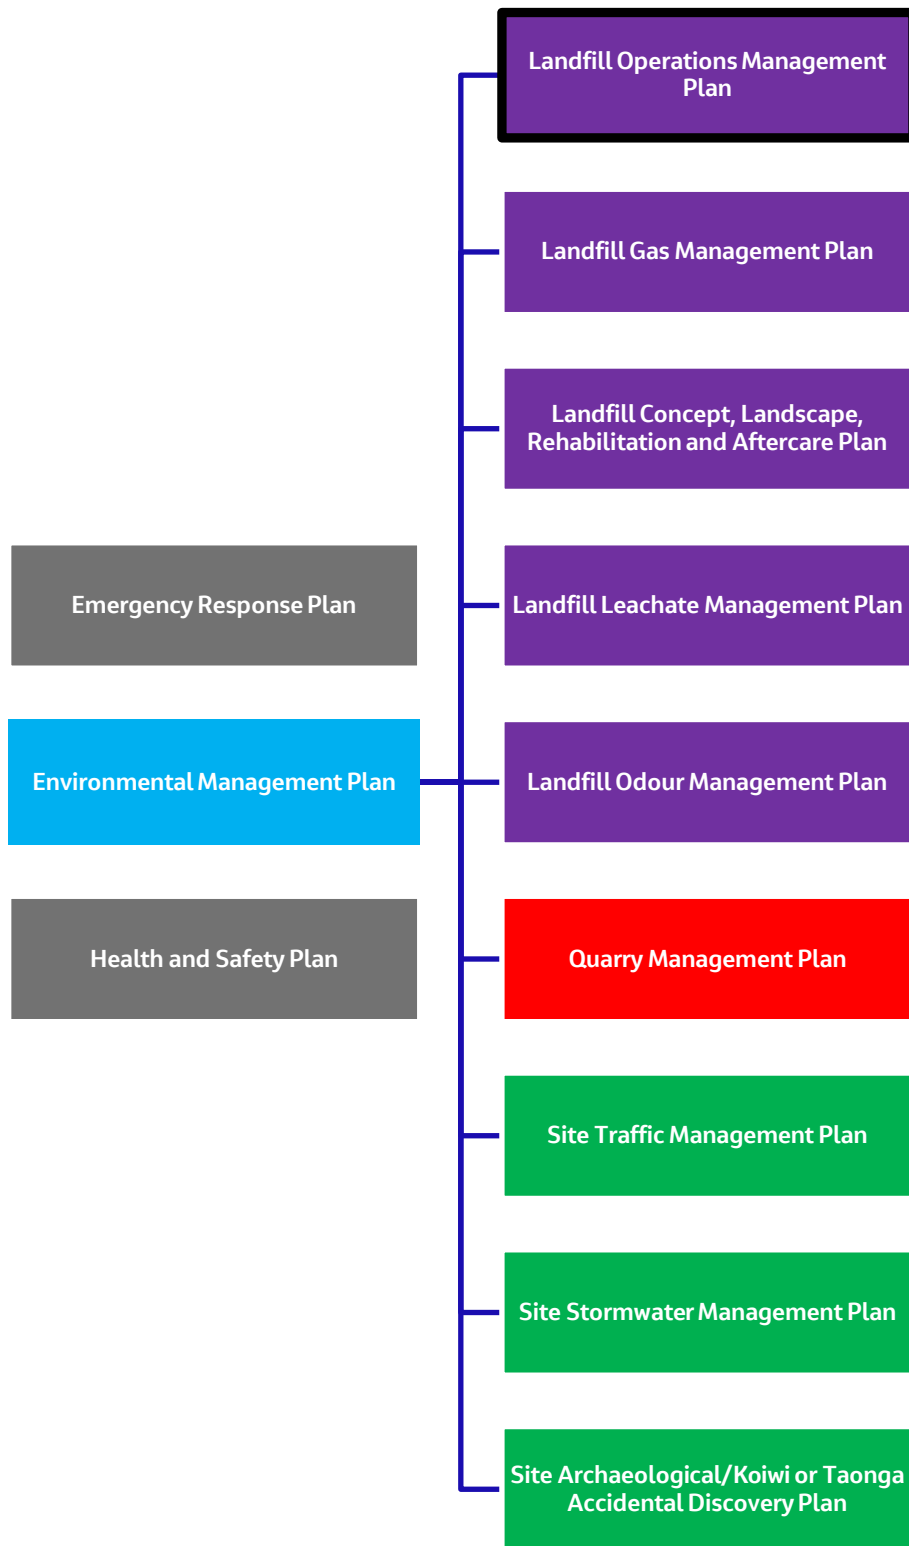 Landfill Operations Management
Plan
Landfill Gas Management Plan
Landfill Concept, Landscape,
Rehabilitation and Aftercare Plan
Emergency Response Plan
Landfill Leachate Management Plan
Environmental Management Plan
Landfill Odour Management Plan
Health and Safety Plan
Quarry Management Plan
Site Traffic Management Plan
Site Stormwater Management Plan
Site Archaeological/Koiwi or Taonga
Accidental Discovery Plan